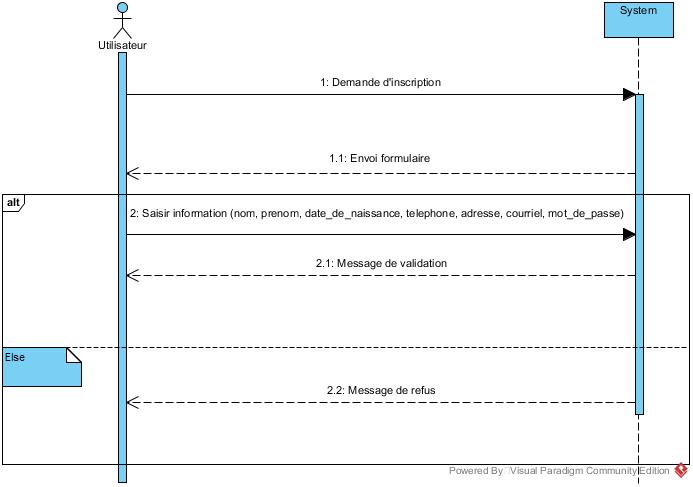 System
Utilisateur
1: Demande d'inscription
1.1: Envoi formulaire
alt
2: Saisir information (nom, prenom, date_de_naissance, telephone, adresse, courriel, mot_de_passe)
2.1: Message de validation
Else
2.2: Message de refus
Powered By Visual Paradigm Community Edition